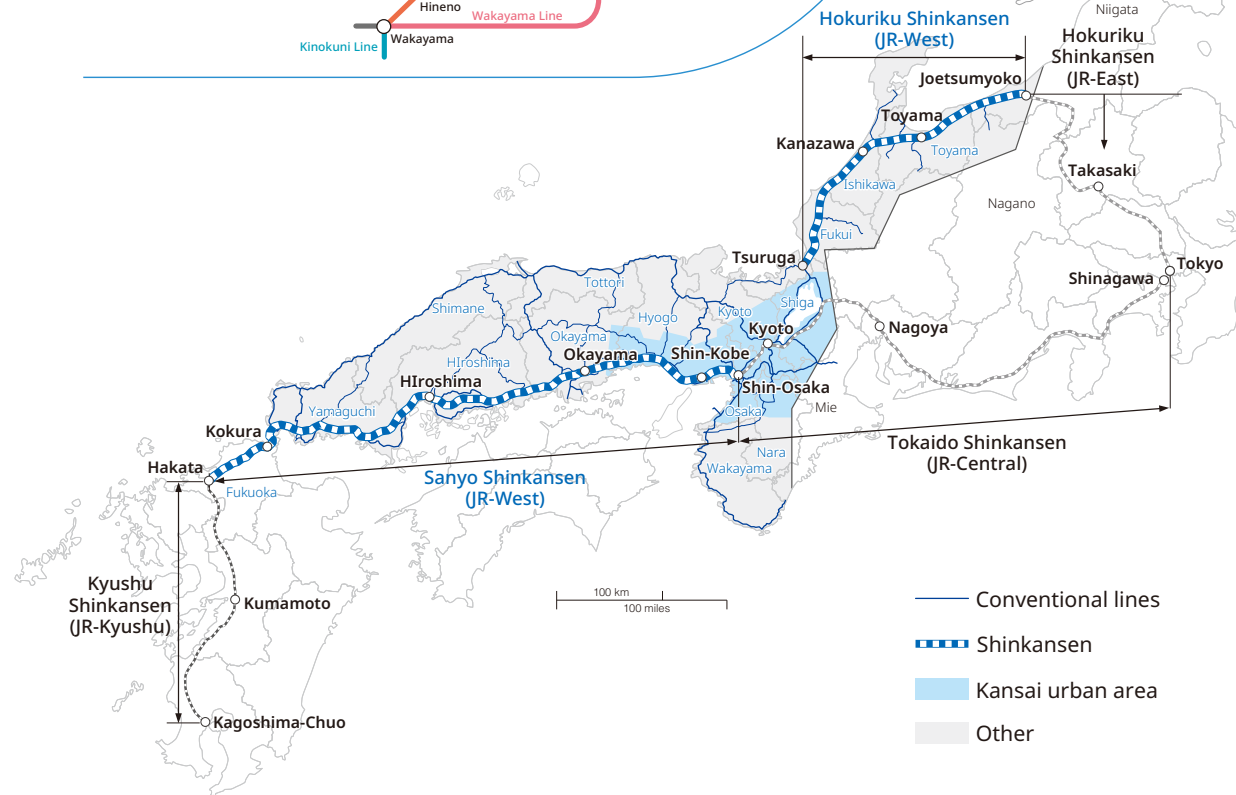 Hineno
Wakayama Line
Wakayama
Kinokuni Line
Niigata
Hokuriku Shinkansen
(JR-West)
Hokuriku
Shinkansen
(JR-East)
Joetsumyoko
Toyama
Kanazawa
Toyama
Takasaki
Ishikawa
Nagano
Fukui
Tsuruga
Tokyo
Shinagawa
Tottori
Shiga
Shimane
Kyoto
Hyogo
Kyoto
Nagoya
Okayama
Okayama
Shin-Kobe
HIroshima
HIroshima
Shin-Osaka
Yamaguchi
Osaka
Mie
Kokura
Tokaido Shinkansen
(JR-Central)
Nara
Wakayama
Hakata
Sanyo Shinkansen
(JR-West)
Fukuoka
Kyushu
Shinkansen
(JR-Kyushu)
Kumamoto
100 km
100 miles
Kagoshima-Chuo
Conventional lines
Shinkansen
Kansai urban area
Other